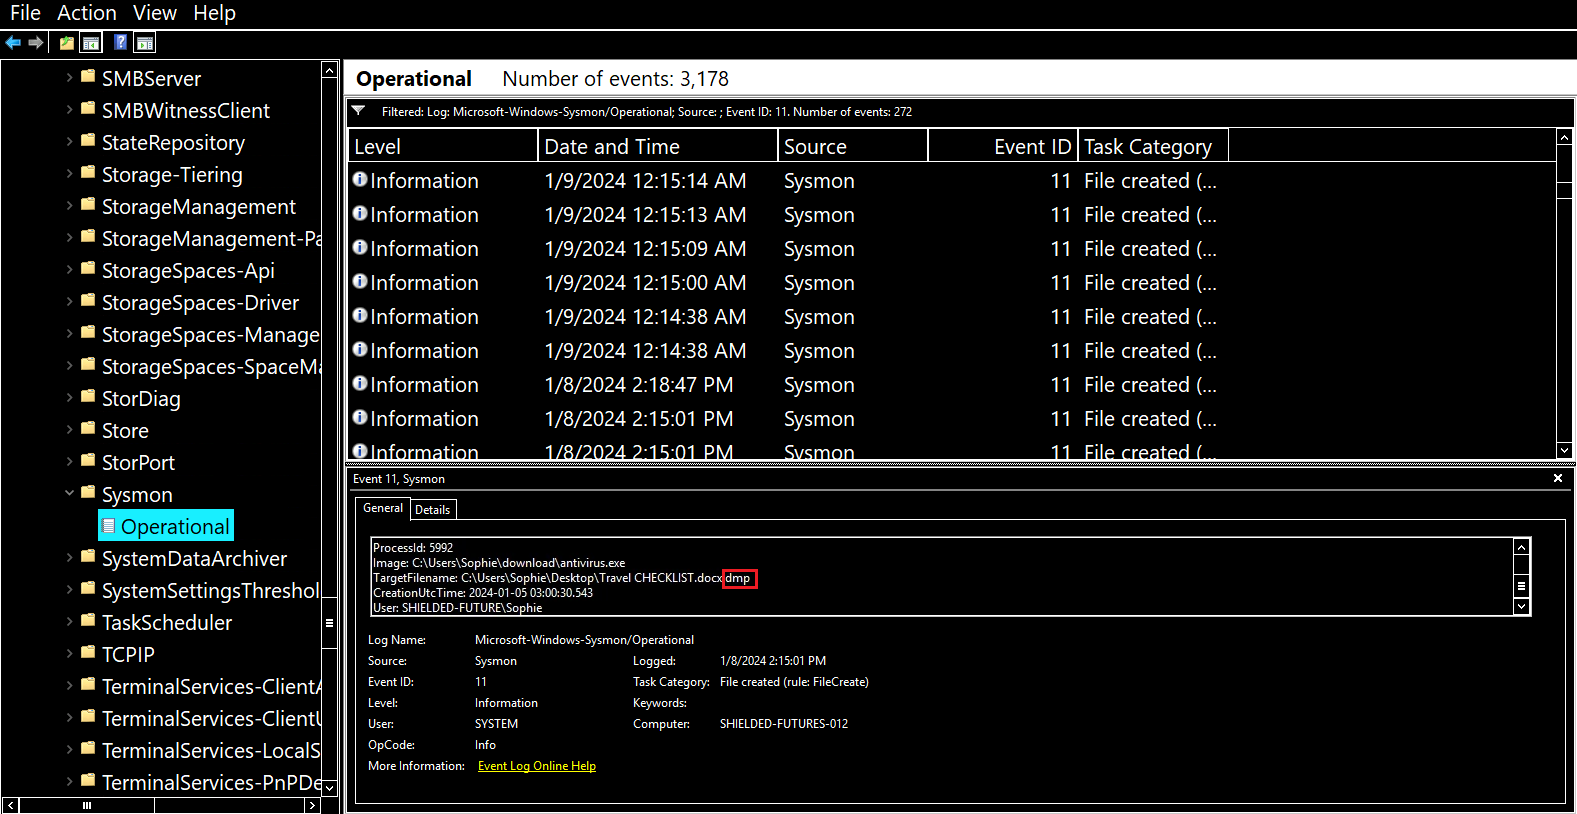 File Action View Help
SMBServer
SMBWitnessClient
StateRepository
Storage-Tiering
StorageManagement
StorageManagement-Pa
StorageSpaces-Api
StorageSpaces-Driver
StorageSpaces-Manage
StorageSpaces-SpaceMa
StorDiag
Store
StorPort
Sysmon
Operational
SystemDataArchiver
SystemSettingsThreshol
TaskScheduler
TCPIP
TerminalServices-ClientA
TerminalServices-ClientU
TerminalServices-LocalS
TerminalServices-PnPDe
Operational Number of events: 3,178
Filtered: Log: Microsoft-Windows-Sysmon/Operational; Source: ; Event ID: 11. Number of events: 272
Level Date and Time Source Event ID Task Category
Information 1/9/2024 12:15:14 AM Sysmon 11 File created (...
Information 1/9/2024 12:15:13 AM Sysmon 11 File created (...
Information 1/9/2024 12:15:09 AM Sysmon 11 File created (...
Information 1/9/2024 12:15:00 AM Sysmon 11 File created (...
Information 1/9/2024 12:14:38 AM Sysmon 11 File created (...
Information 1/9/2024 12:14:38 AM Sysmon 11 File created (...
Information 1/8/2024 2:18:47 PM Sysmon 11 File created (...
Information 1/8/2024 2:15:01 PM Sysmon 11 File created (...
Information 1/8/2024 2:15:01 PM Sysmon 11 File created (...
Event 11, Sysmon
General Details
ProcessId: 5992
Image: C:\Users\Sophie\download\antivirus.exe
TargetFilename: C:\Users\Sophie\Desktop\Travel CHECKLIST.docx dmp
CreationUtcTime: 2024-01-05 03:00:30.543
User: SHIELDED-FUTURE\Sophie
Log Name: Microsoft-Windows-Sysmon/Operational
Source: Sysmon Logged: 1/8/2024 2:15:01 PM
Event ID: 11 Task Category: File created (rule: FileCreate)
Level: Information Keywords:
User: SYSTEM Computer: SHIELDED-FUTURES-012
OpCode: Info
More Information: Event Log Online Help